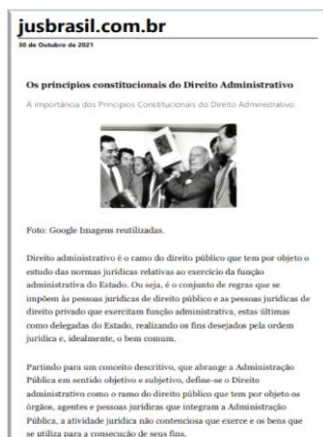 jusbrasil.com.br
30 de Outubro de 2021
Os princípios constitucionais do Direito Administrativo
A importância dos Princípios Constitucionais do Direito Administrativo.
Foto: Google Imagens reutilizadas.
Direito administrativo é o ramo do direito público que tem por objeto o
estudo das normas jurídicas relativas ao exercício da função
administrativa do Estado. Ou seja, é o conjunto de regras que se
impõem às pessoas jurídicas de direito público e as pessoas jurídicas de
direito privado que exercitam função administrativa, estas últimas
como delegadas do Estado, realizando os fins desejados pela ordem
jurídica e, idealmente, o bem comum.
Partindo para um conceito descritivo, que abrange a Administração
Pública em sentido objetivo e subjetivo, define-se o Direito
administrativo como o ramo do direito público que tem por objeto os
órgãos, agentes e pessoas jurídicas que integram a Administração
Pública, a atividade jurídica não contenciosa que exerce e os bens que
se utiliza para a consecução de seus fins.